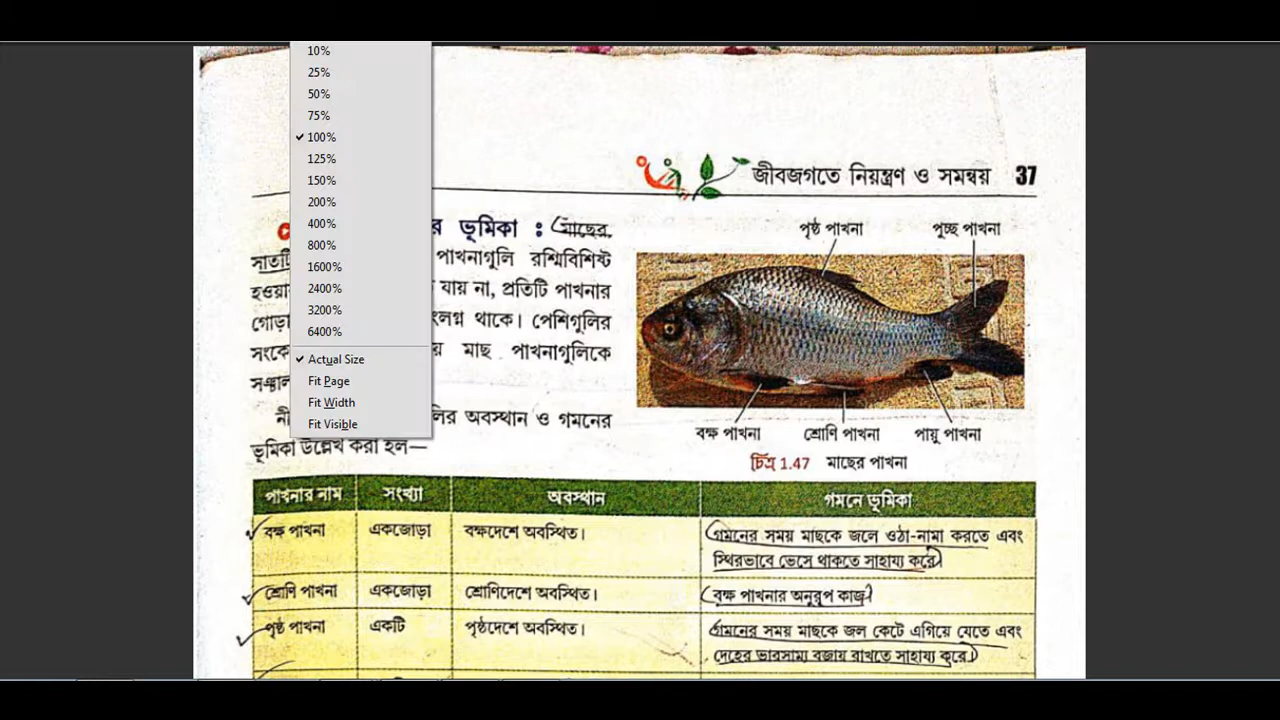 10%
25%
50%
75%
100%
125%
150%
200%
400%
800%
1600%
2400%
3200%
6400%
Actual Size
Fit Page
Fit Width
Fit Visible
জীবজগতে নিয়ন্ত্রণ ও সমন্বয় 37
ভূমিকা : মাছের
সাতটি পাখনাগুলি রশ্মিবিশিষ্ট
যায় না, প্রতিটি পাখনার
থাকে। পেশিগুলির
মাছ পাখনাগুলিকে
অবস্থান ও গমনের
ভূমিকা উল্লেখ করা হল—
পৃষ্ঠ পাখনা পুচ্ছ পাখনা
বক্ষ পাখনা শ্রোণি পাখনা পায়ু পাখনা
চিত্র 1.47 মাছের পাখনা
পাখনার নাম সংখ্যা অবস্থান গমনে ভূমিকা
বক্ষ পাখনা একজোড়া বক্ষদেশে অবস্থিত। গমনের সময় মাছকে জলে ওঠা-নামা করতে এবং
স্থিরভাবে ভেসে থাকতে সাহায্য করে
শ্রোণি পাখনা একজোড়া শ্রোণিদেশে অবস্থিত। বক্ষ পাখনার অনুরূপ কাজ
পৃষ্ঠ পাখনা একটি পৃষ্ঠদেশে অবস্থিত। গমনের সময় মাছকে জল কেটে এগিয়ে যেতে এবং
দেহের ভারসাম্য বজায় রাখতে সাহায্য করে